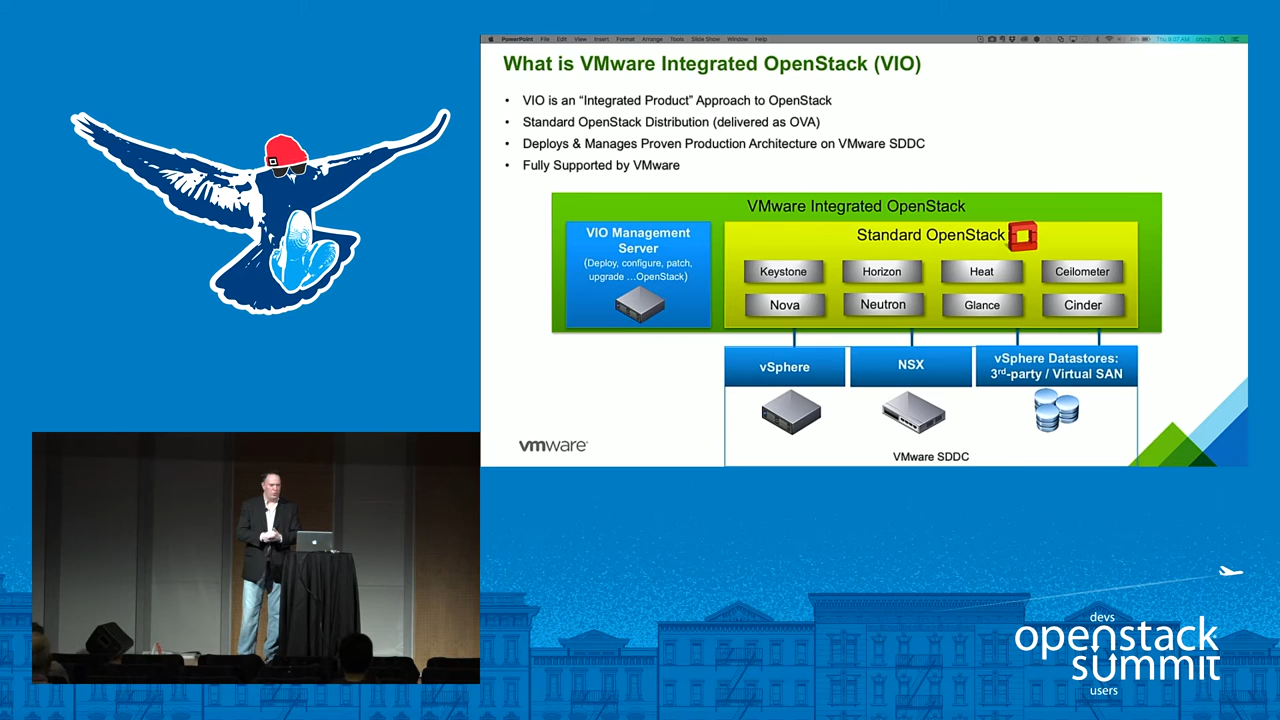 PowerPoint File Edit View Insert Format Arrange Tools Slide Show Window Help
What is VMware Integrated OpenStack (VIO)
• VIO is an “Integrated Product” Approach to OpenStack
• Standard OpenStack Distribution (delivered as OVA)
• Deploys & Manages Proven Production Architecture on VMware SDDC
• Fully Supported by VMware
VMware Integrated OpenStack
VIO Management
Server
(Deploy, configure, patch,
upgrade …OpenStack)
Standard OpenStack
Keystone Horizon Heat Ceilometer
Nova Neutron Glance Cinder
vSphere
NSX
vSphere Datastores:
3rd-party / Virtual SAN
VMware SDDC
vmware
devs
openstack
summit
users